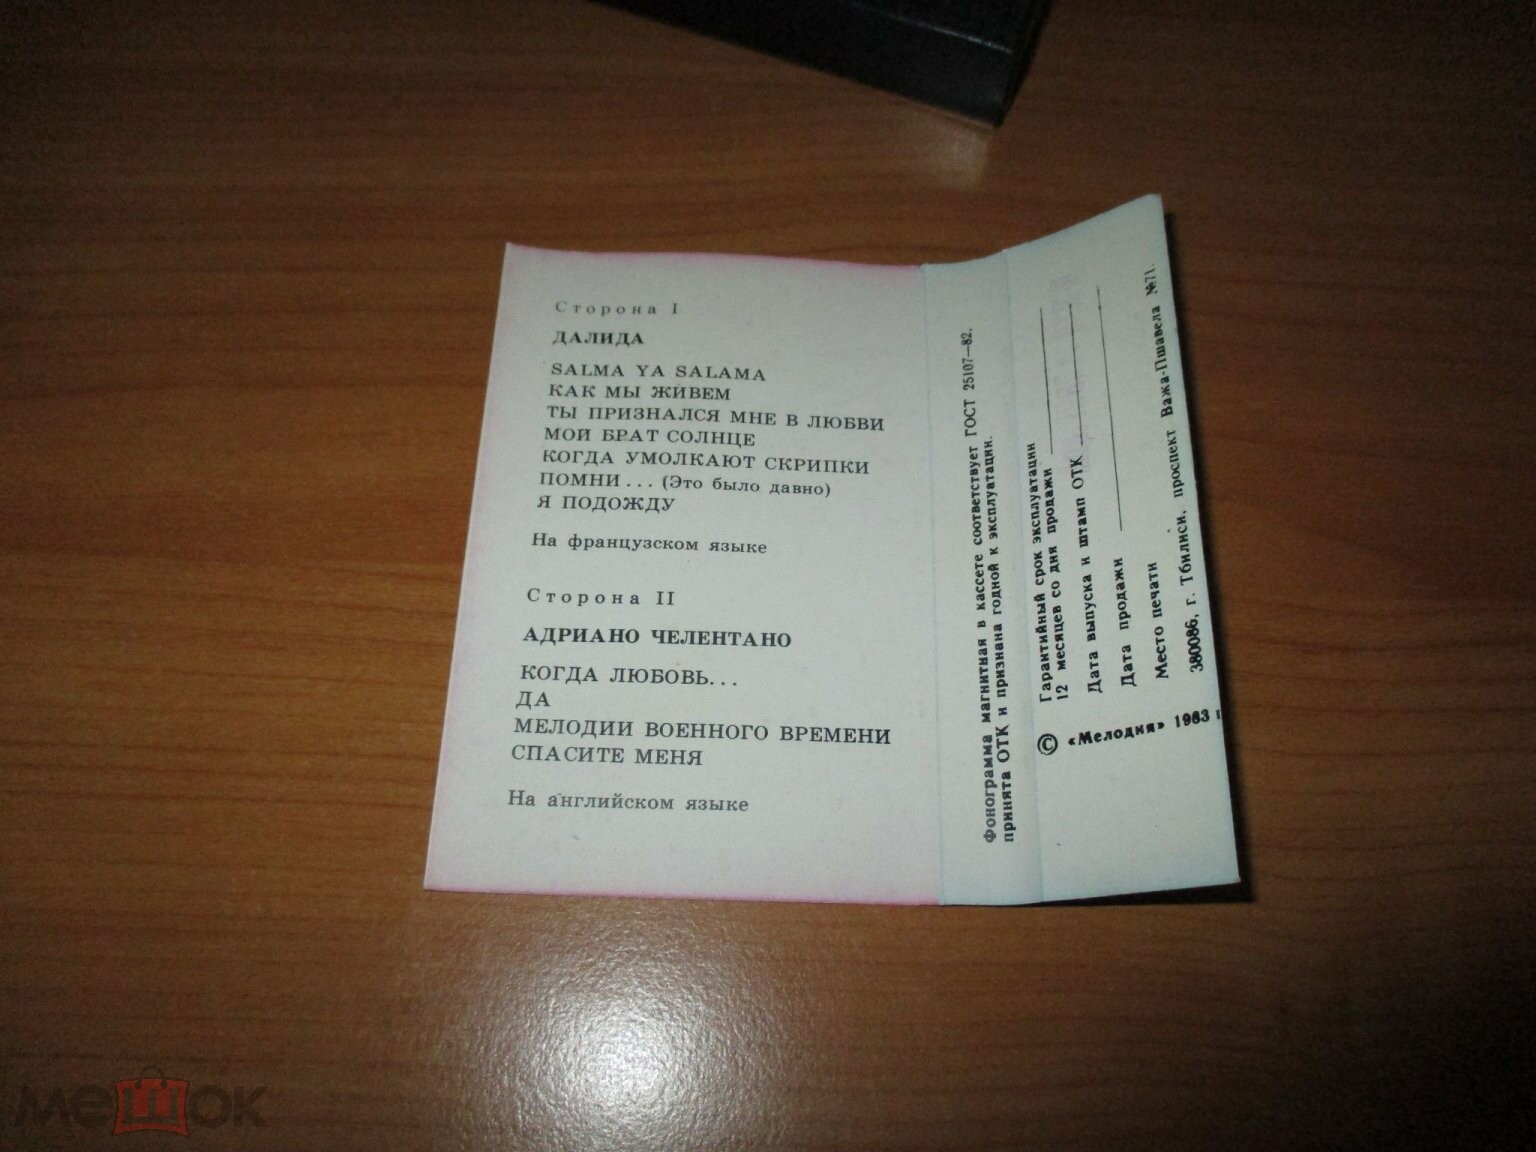 Сторона I
ДАЛИДА
SALMA YA SALAMA
КАК МЫ ЖИВЕМ
ТЫ ПРИЗНАЛСЯ МНЕ В ЛЮБВИ
МОЙ БРАТ СОЛНЦЕ
КОГДА УМОЛКАЮТ СКРИПКИ
ПОМНИ... (Это было давно)
Я ПОДОЖДУ
На французском языке
Сторона II
АДРИАНО ЧЕЛЕНТАНО
КОГДА ЛЮБОВЬ...
ДА
МЕЛОДИИ ВОЕННОГО ВРЕМЕНИ
СПАСИТЕ МЕНЯ
На английском языке
Фонограмма магнитная в кассете соответствует ГОСТ 25107—82,
принята ОТК и признана годной к эксплуатации.
Гарантийный срок эксплуатации
12 месяцев со дня продажи
Дата выпуска и штамп ОТК
Дата продажи
Место печати
380086, г. Тбилиси, проспект Важа-Пшавела №71.
© «Мелодия» 1983 г
мешок